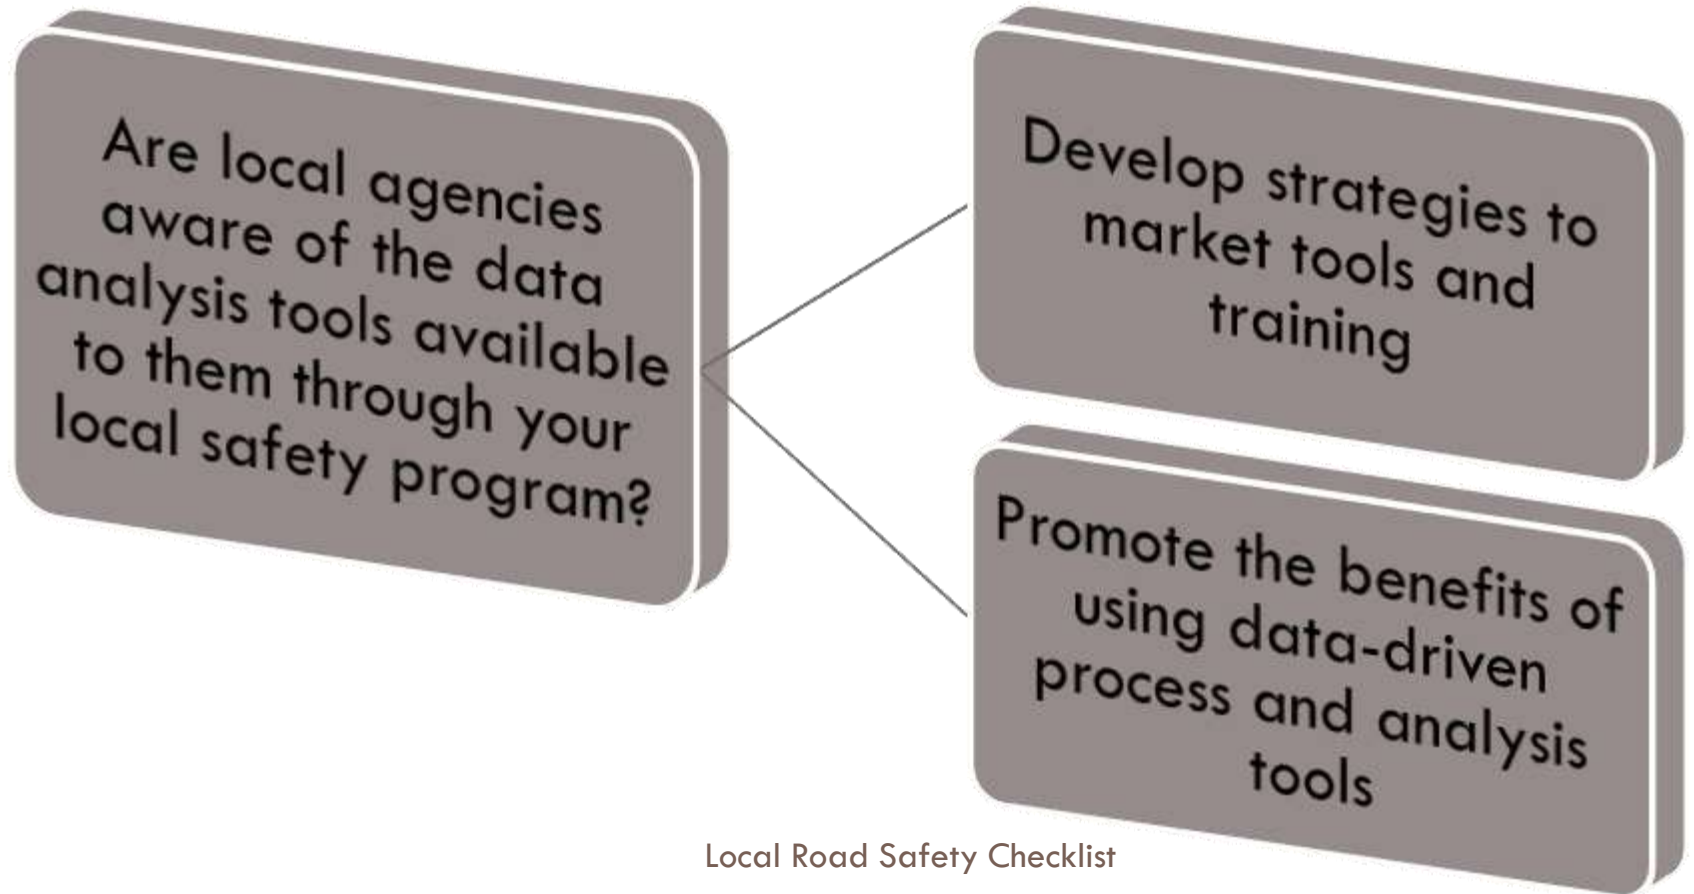 Are local agencies
aware of the data
analysis tools available
to them through your
local safety program?
Develop strategies to
market tools and
training
Promote the benefits of
using data-driven
process and analysis
tools
Local Road Safety Checklist